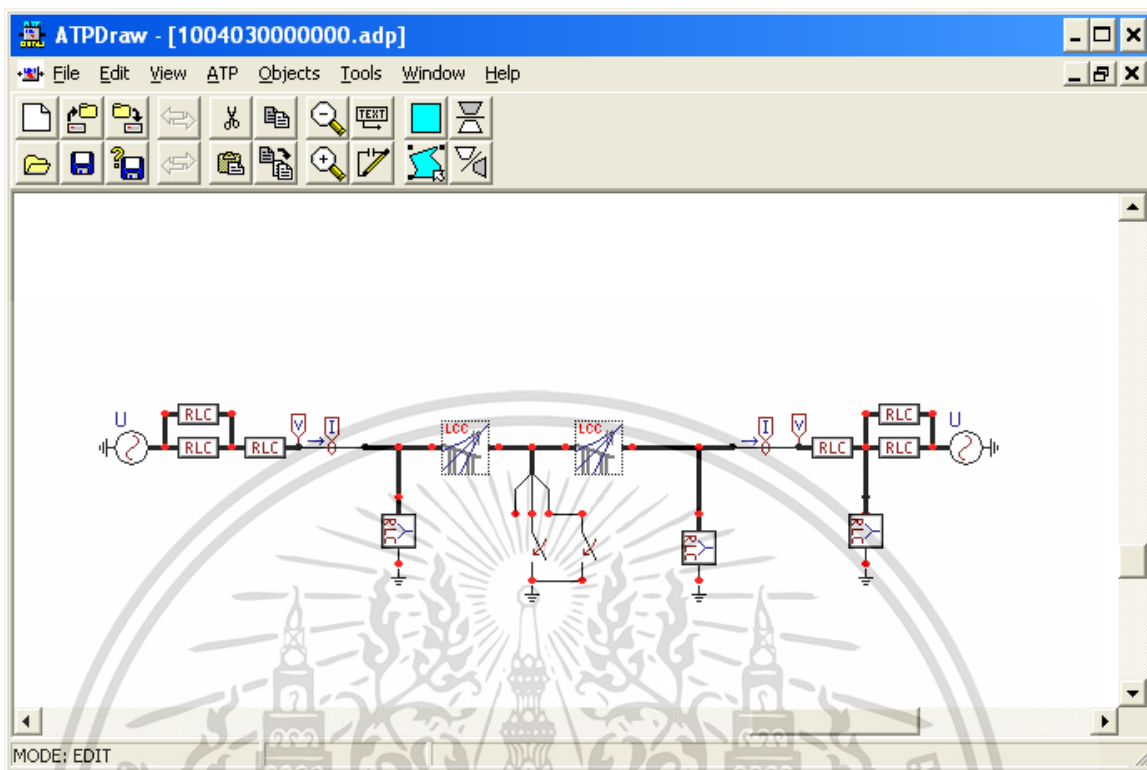 ATPDraw - [1004030000000.adp]
File Edit View ATP Objects Tools Window Help
TEXT
U RLC V I LCC LCC I V RLC U
RLC RLC RLC RLC
RLC RLC RLC
MODE: EDIT